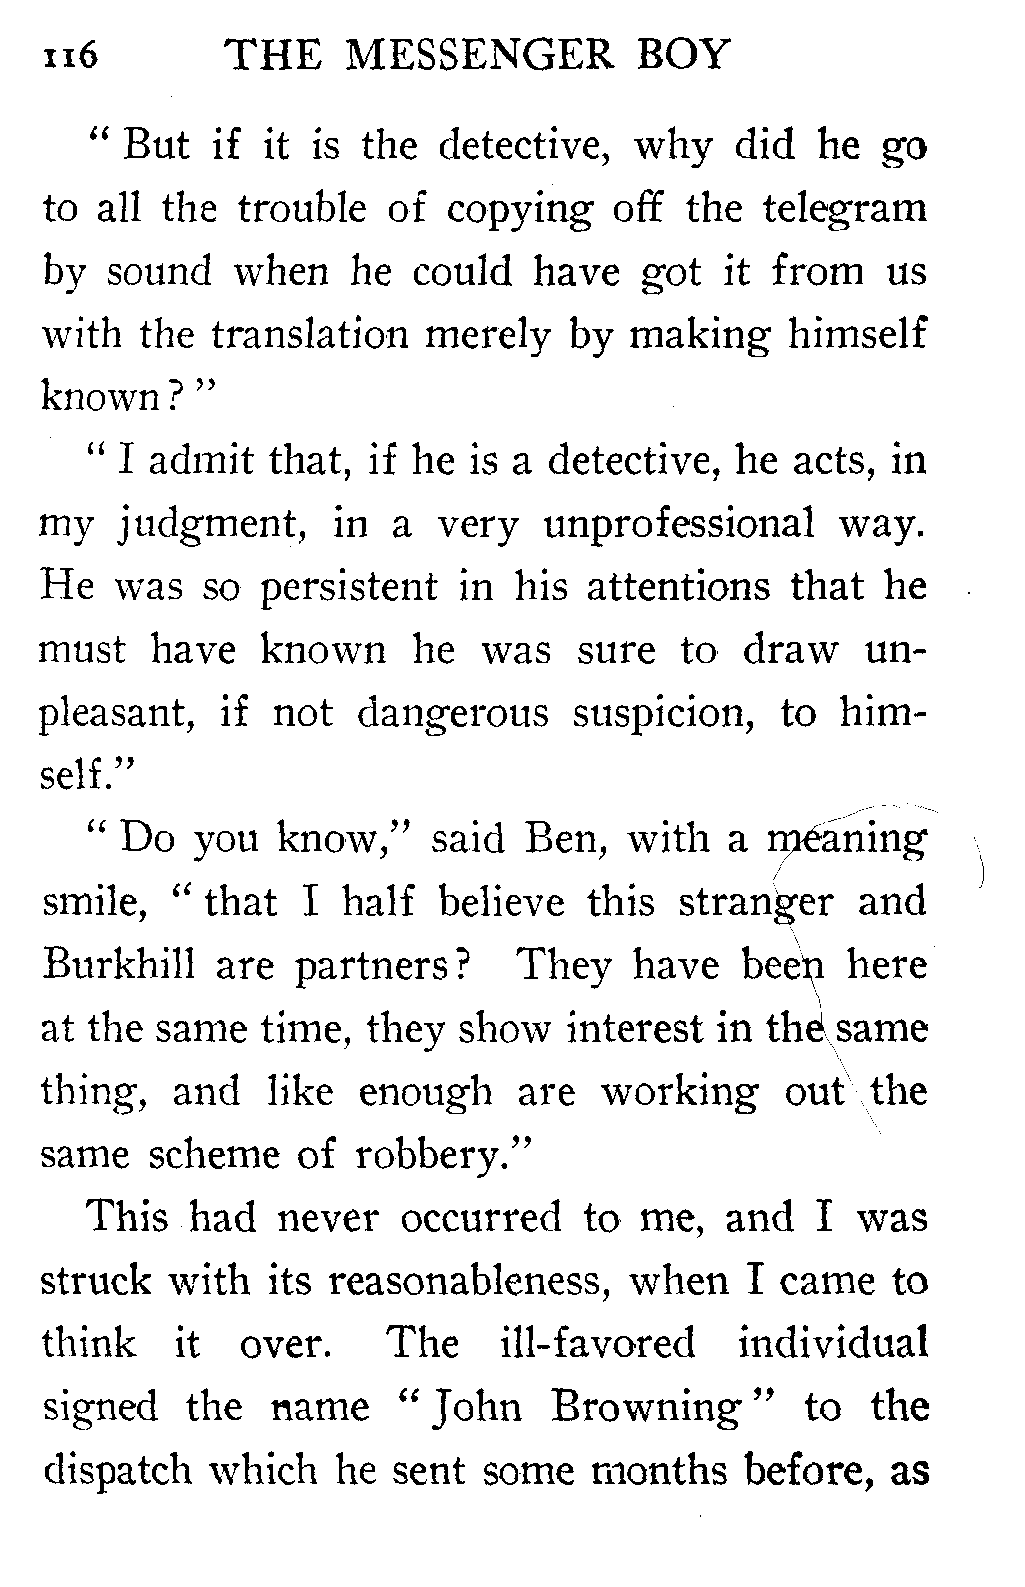 116 THE MESSENGER BOY
“ But if it is the detective, why did he go
to all the trouble of copying off the telegram
by sound when he could have got it from us
with the translation merely by making himself
known ? ”
“ I admit that, if he is a detective, he acts, in
my judgment, in a very unprofessional way.
He was so persistent in his attentions that he
must have known he was sure to draw un-
pleasant, if not dangerous suspicion, to him-
self.”
“ Do you know,” said Ben, with a meaning
smile, “ that I half believe this stranger and
Burkhill are partners ? They have been here
at the same time, they show interest in the same
thing, and like enough are working out the
same scheme of robbery.”
This had never occurred to me, and I was
struck with its reasonableness, when I came to
think it over. The ill-favored individual
signed the name “ John Browning ” to the
dispatch which he sent some months before, as